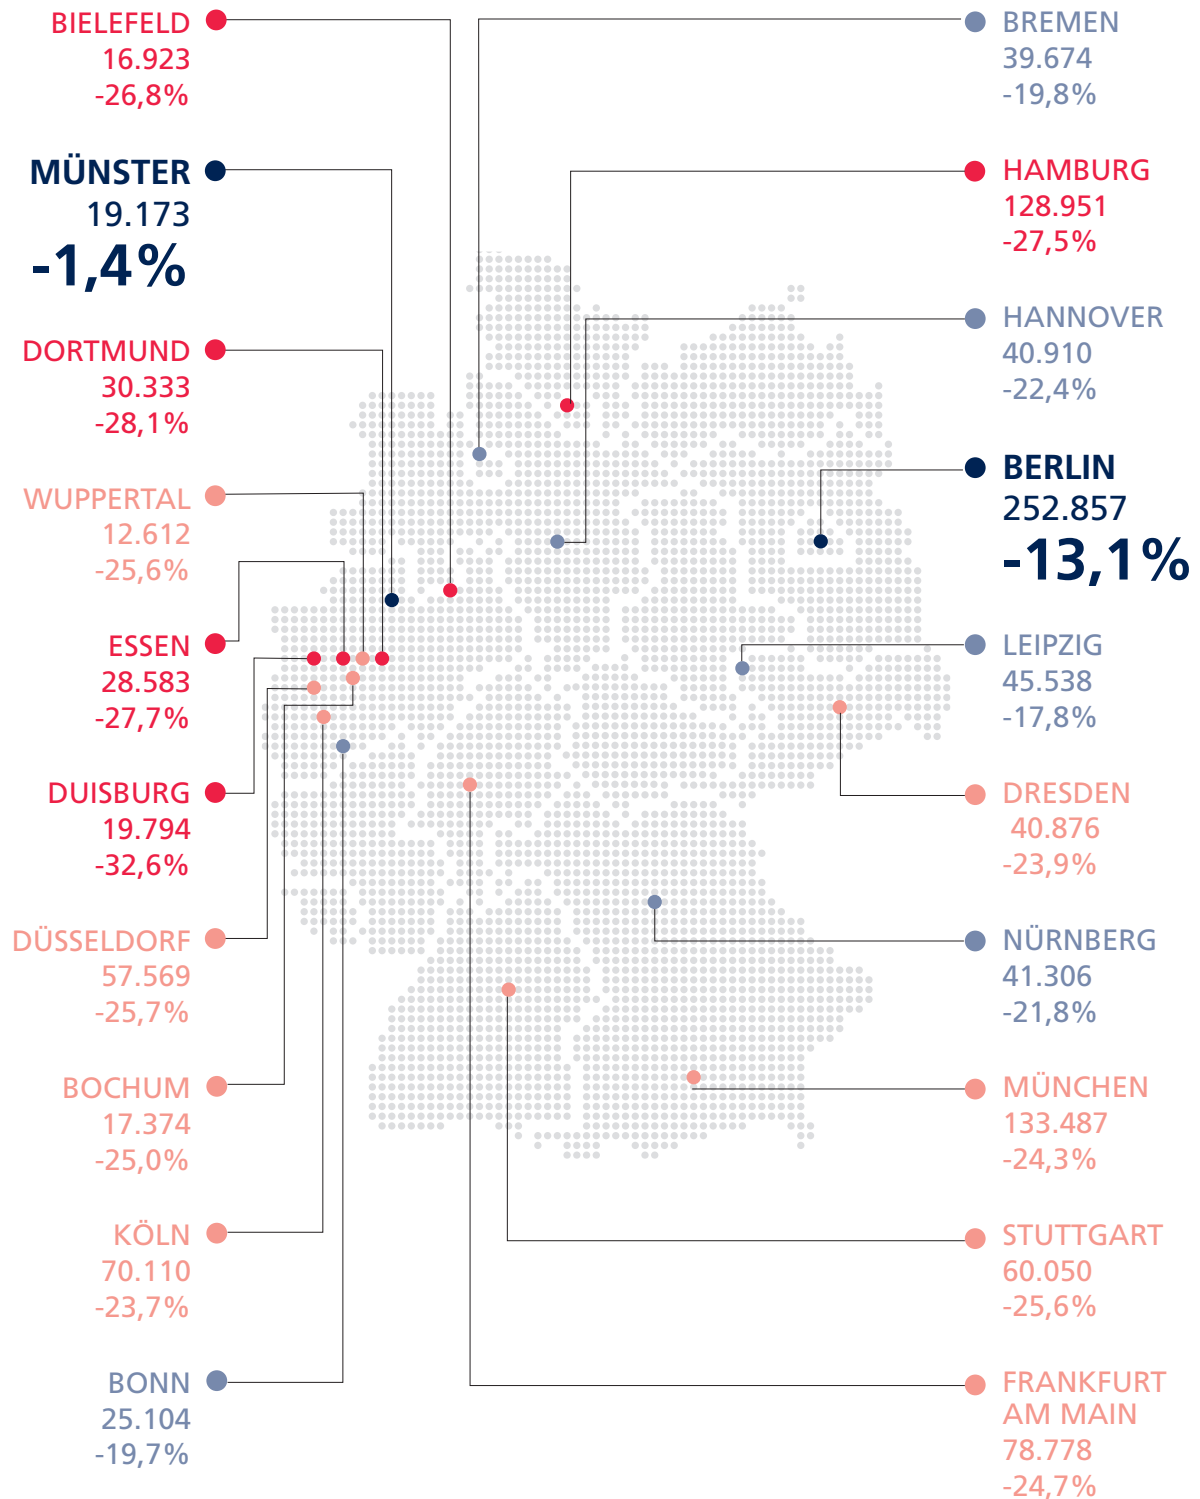 BIELEFELD
16.923
-26,8%
MÜNSTER
19.173
-1,4%
DORTMUND
30.333
-28,1%
WUPPERTAL
12.612
-25,6%
ESSEN
28.583
-27,7%
DUISBURG
19.794
-32,6%
DÜSSELDORF
57.569
-25,7%
BOCHUM
17.374
-25,0%
KÖLN
70.110
-23,7%
BONN
25.104
-19,7%
BREMEN
39.674
-19,8%
HAMBURG
128.951
-27,5%
HANNOVER
40.910
-22,4%
BERLIN
252.857
-13,1%
LEIPZIG
45.538
-17,8%
DRESDEN
40.876
-23,9%
NÜRNBERG
41.306
-21,8%
MÜNCHEN
133.487
-24,3%
STUTTGART
60.050
-25,6%
FRANKFURT
AM MAIN
78.778
-24,7%